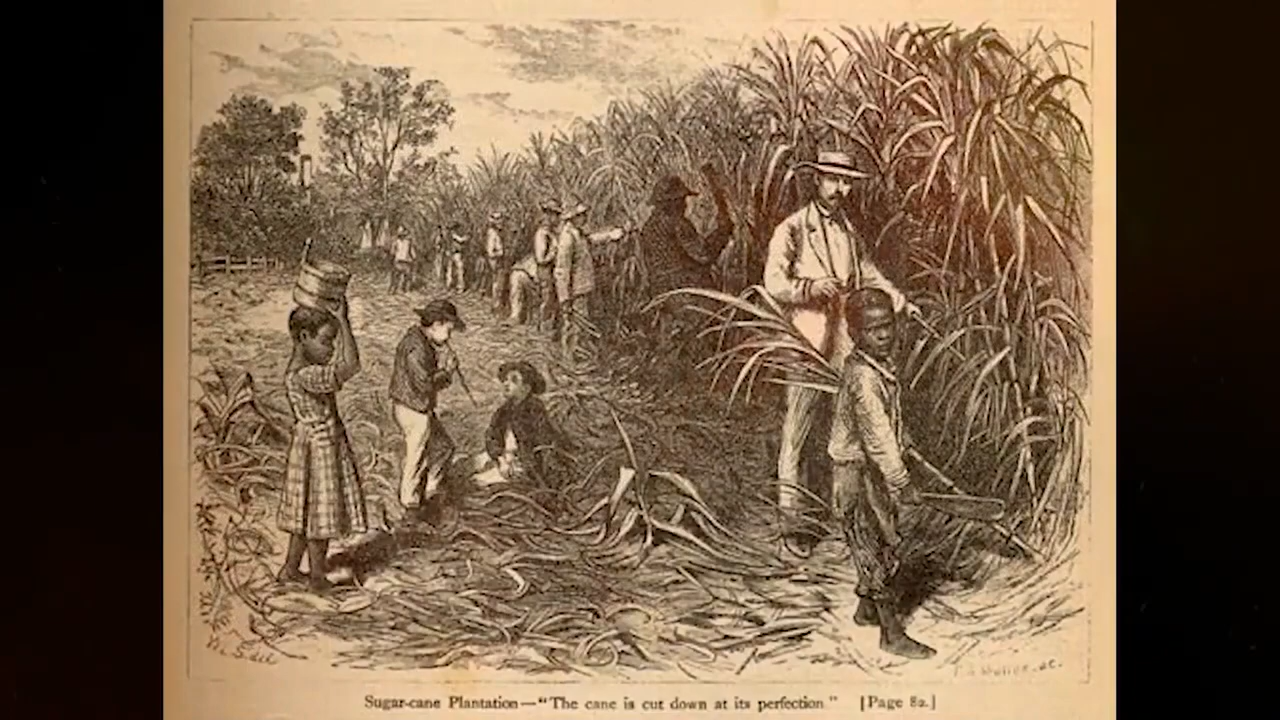 Sugar-cane Plantation—"The cane is cut down at its perfection." [Page 82.]